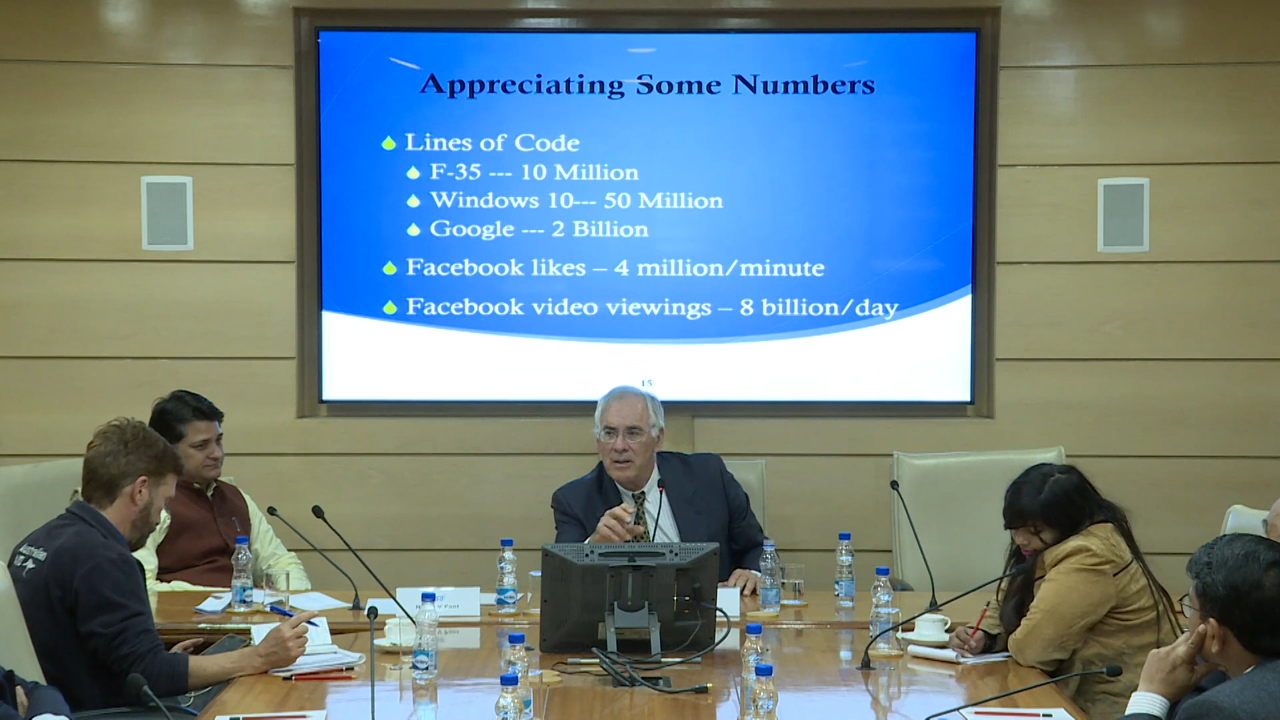 Appreciating Some Numbers
Lines of Code
F-35 --- 10 Million
Windows 10--- 50 Million
Google --- 2 Billion
Facebook likes – 4 million/minute
Facebook video viewings – 8 billion/day
15
Australian